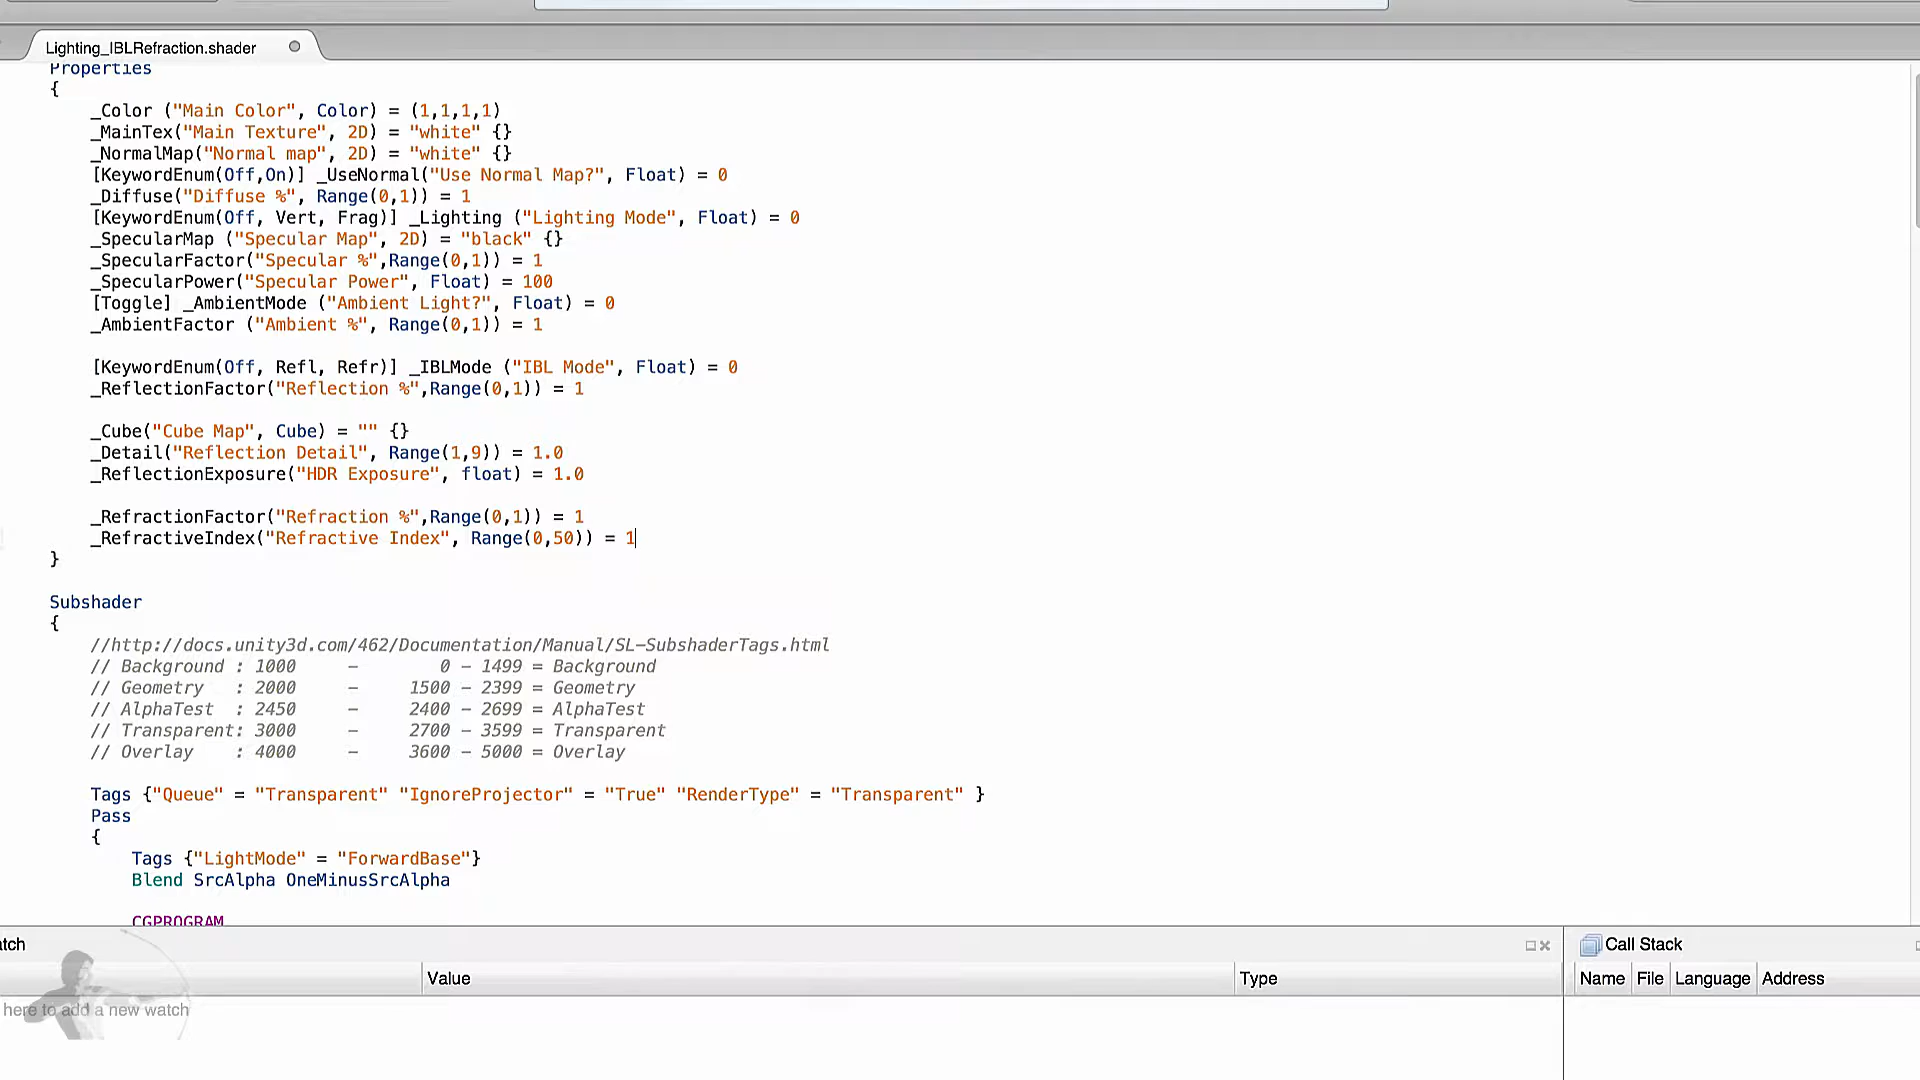 Lighting_IBLRefraction.shader
Properties
{
_Color ("Main Color", Color) = (1,1,1,1)
_MainTex("Main Texture", 2D) = "white" {}
_NormalMap("Normal map", 2D) = "white" {}
[KeywordEnum(Off,On)] _UseNormal("Use Normal Map?", Float) = 0
_Diffuse("Diffuse %", Range(0,1)) = 1
[KeywordEnum(Off, Vert, Frag)] _Lighting ("Lighting Mode", Float) = 0
_SpecularMap ("Specular Map", 2D) = "black" {}
_SpecularFactor("Specular %",Range(0,1)) = 1
_SpecularPower("Specular Power", Float) = 100
[Toggle] _AmbientMode ("Ambient Light?", Float) = 0
_AmbientFactor ("Ambient %", Range(0,1)) = 1
[KeywordEnum(Off, Refl, Refr)] _IBLMode ("IBL Mode", Float) = 0
_ReflectionFactor("Reflection %",Range(0,1)) = 1
_Cube("Cube Map", Cube) = "" {}
_Detail("Reflection Detail", Range(1,9)) = 1.0
_ReflectionExposure("HDR Exposure", float) = 1.0
_RefractionFactor("Refraction %",Range(0,1)) = 1
_RefractiveIndex("Refractive Index", Range(0,50)) = 1
}
Subshader
{
//http://docs.unity3d.com/462/Documentation/Manual/SL-SubshaderTags.html
// Background : 1000 - 0 - 1499 = Background
// Geometry : 2000 - 1500 - 2399 = Geometry
// AlphaTest : 2450 - 2400 - 2699 = AlphaTest
// Transparent: 3000 - 2700 - 3599 = Transparent
// Overlay : 4000 - 3600 - 5000 = Overlay
Tags {"Queue" = "Transparent" "IgnoreProjector" = "True" "RenderType" = "Transparent" }
Pass
{
Tags {"LightMode" = "ForwardBase"}
Blend SrcAlpha OneMinusSrcAlpha
CGPROGRAM
atch
Call Stack
Value Type
Name File Language Address
here to add a new watch